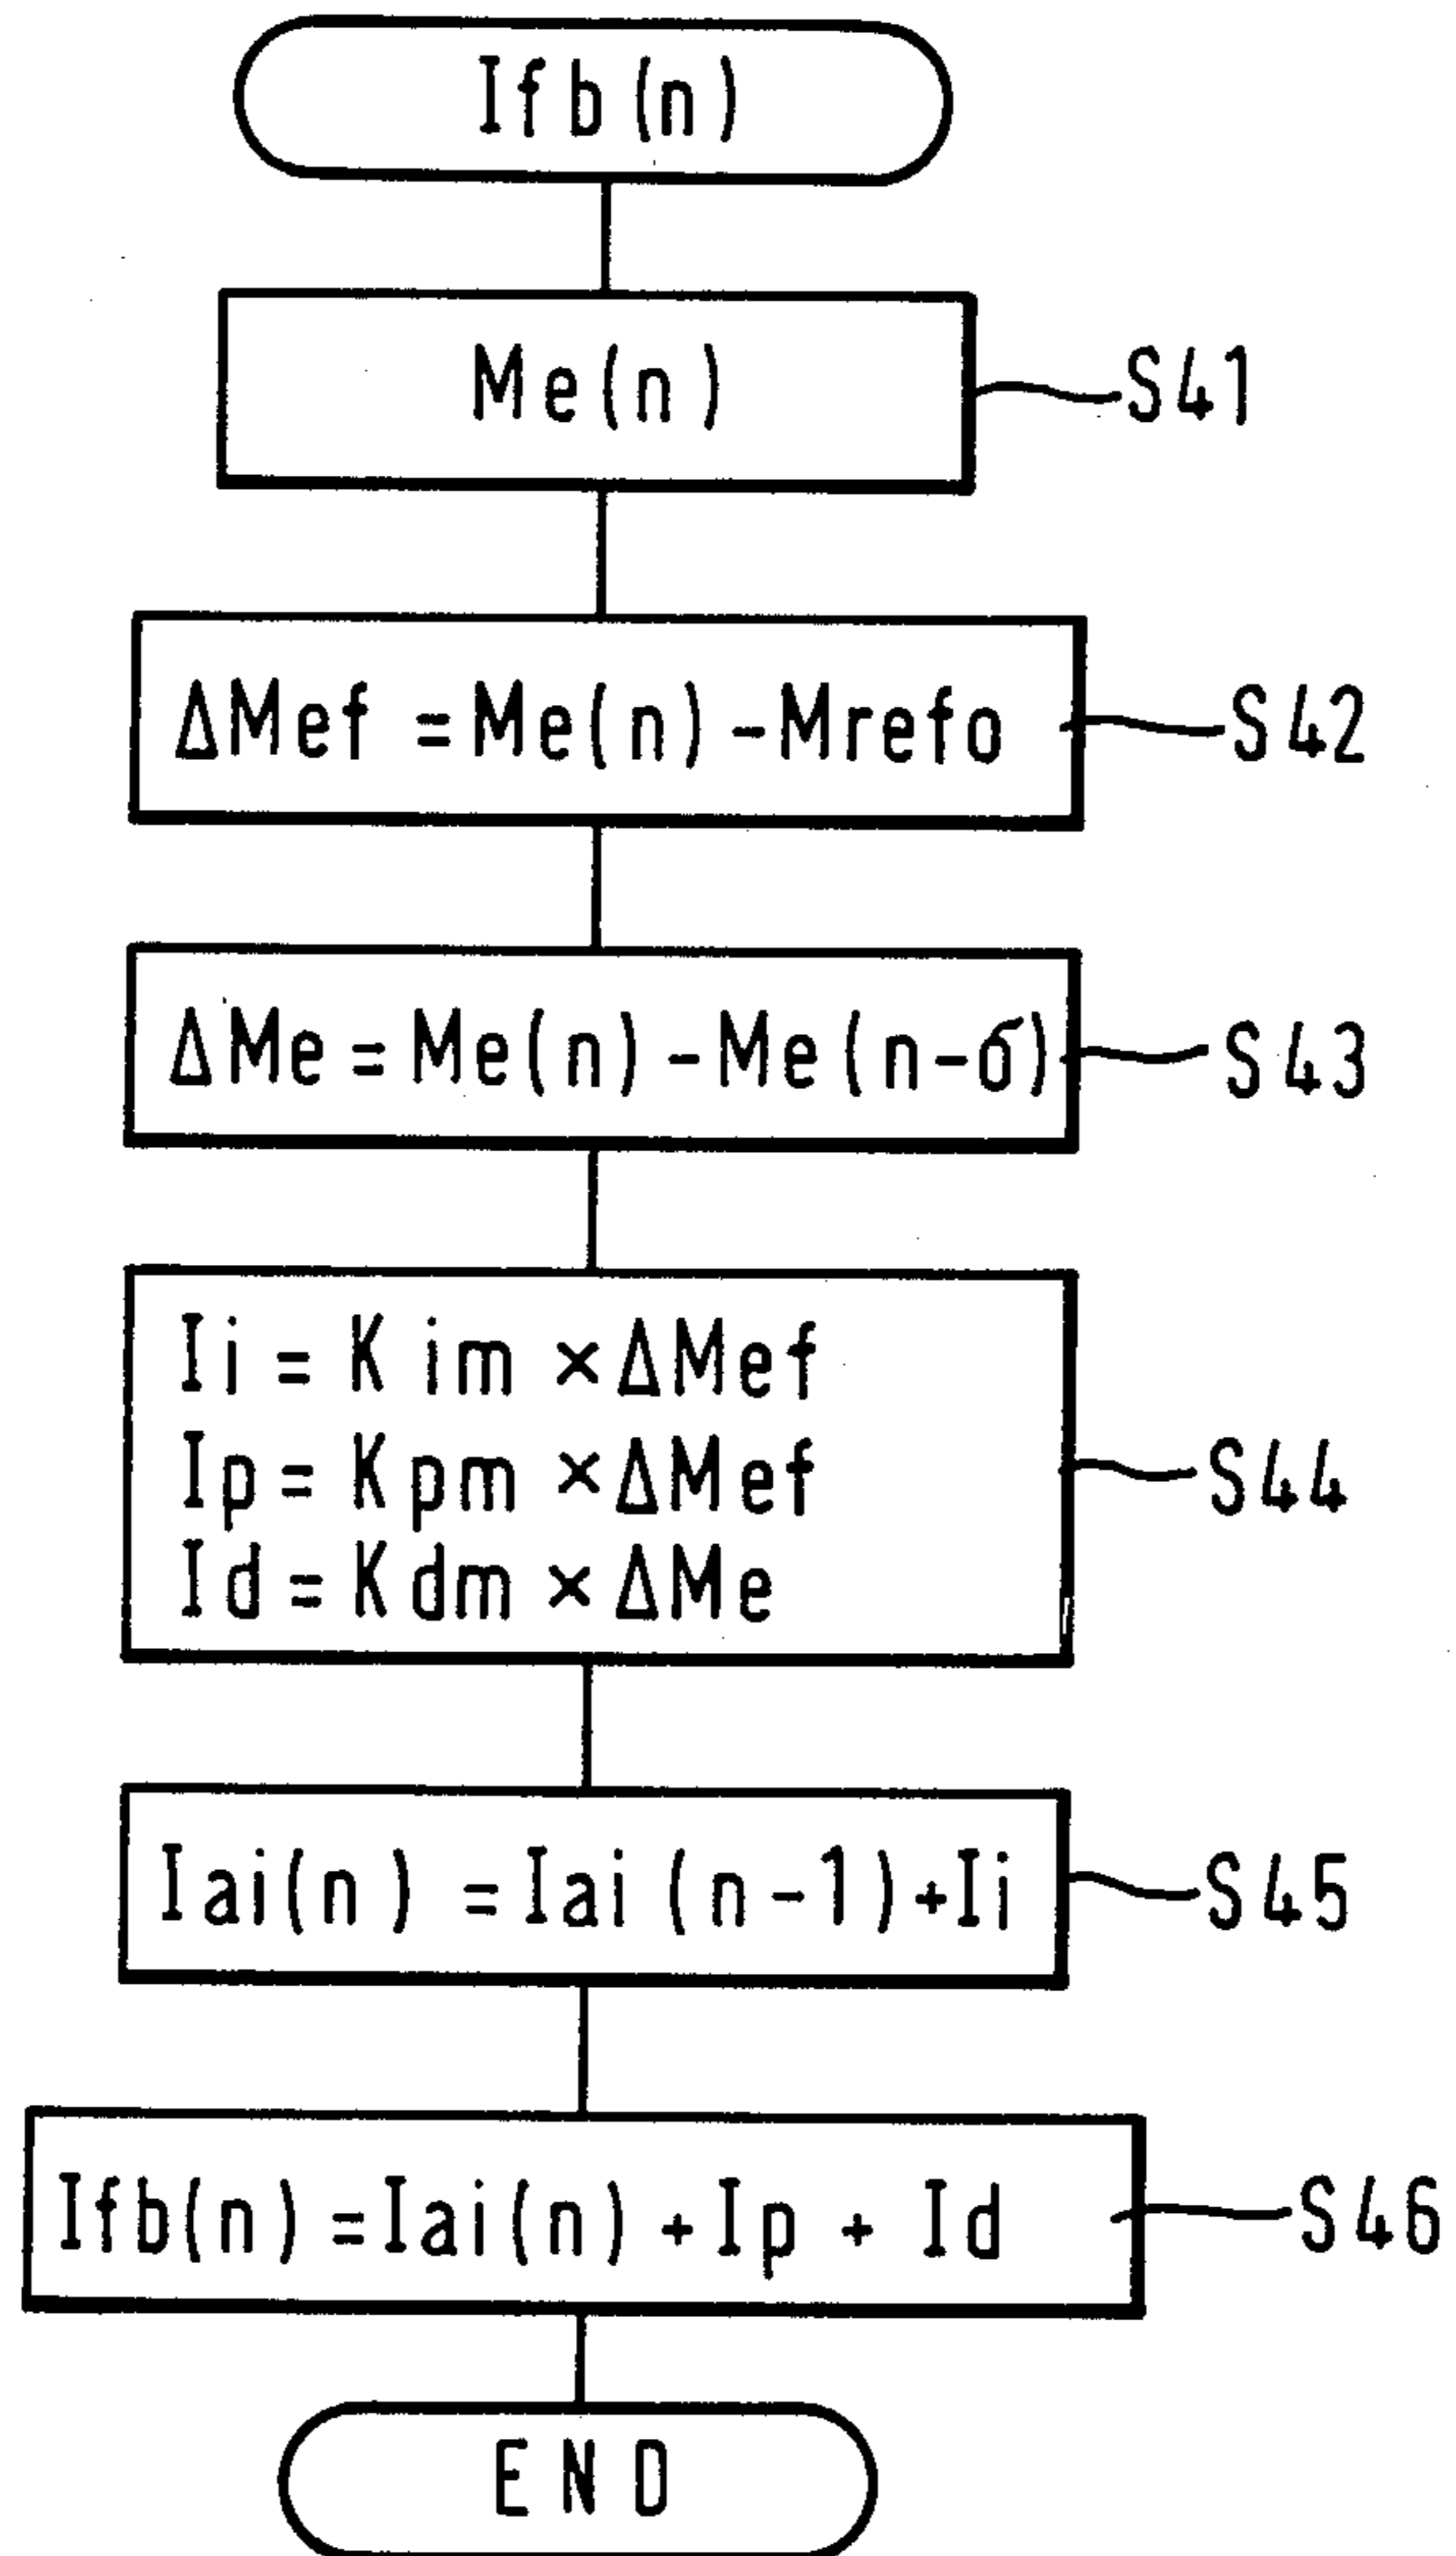 Ifb(n)
Me(n)
S41
ΔMef = Me(n) - Mrefo
S42
ΔMe = Me(n) - Me(n-σ)
S43
Ii = Kim × ΔMef
Ip = Kpm × ΔMef
Id = Kdm × ΔMe
S44
Iai(n) = Iai(n-1) + Ii
S45
Ifb(n) = Iai(n) + Ip + Id
S46
END